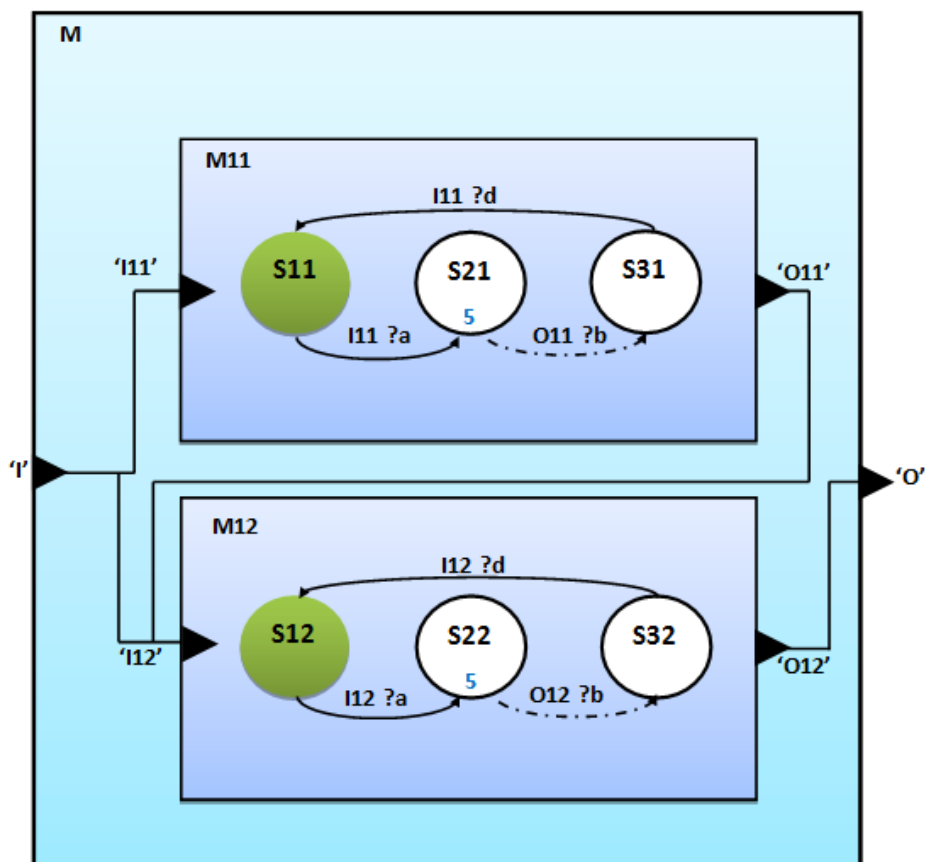 M
M11
I11 ?d
S11
S21
S31
5
I11 ?a
O11 ?b
‘I11’
‘O11’
‘I’
‘O’
M12
I12 ?d
S12
S22
S32
5
I12 ?a
O12 ?b
‘I12’
‘O12’